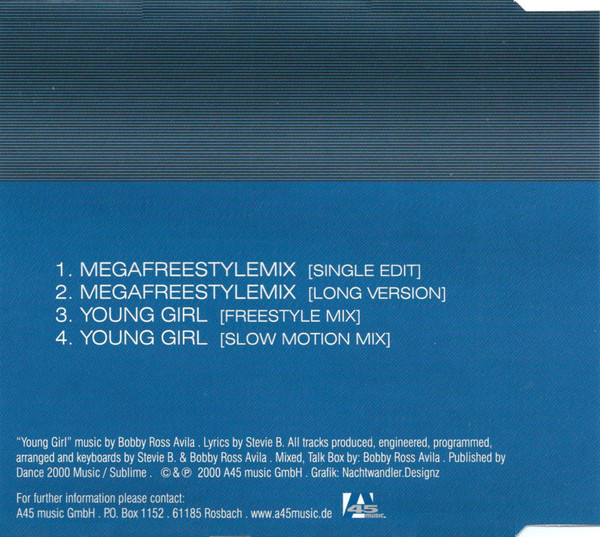 1. MEGAFREESTYLEMIX [SINGLE EDIT]
2. MEGAFREESTYLEMIX [LONG VERSION]
3. YOUNG GIRL [FREESTYLE MIX]
4. YOUNG GIRL [SLOW MOTION MIX]
"Young Girl" music by Bobby Ross Avila . Lyrics by Stevie B. All tracks produced, engineered, programmed,
arranged and keyboards by Stevie B. & Bobby Ross Avila . Mixed, Talk Box by: Bobby Ross Avila . Published by
Dance 2000 Music / Sublime . © & ℗ 2000 A45 music GmbH . Grafik: Nachtwandler.Designz
For further information please contact:
A45 music GmbH . P.O. Box 1152 . 61185 Rosbach . www.a45music.de
A45 music.